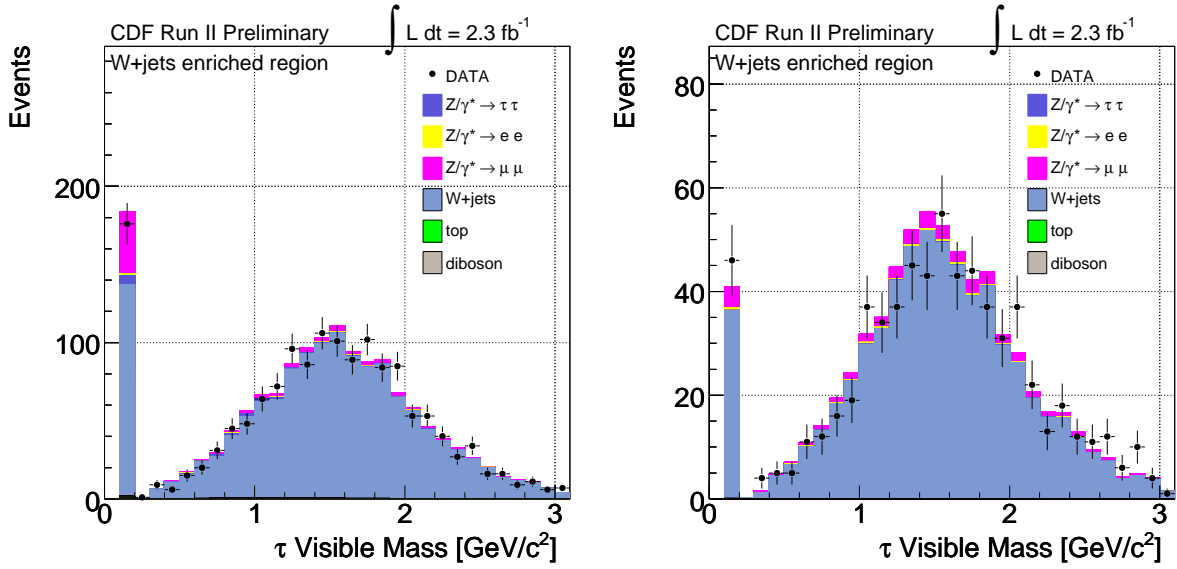 CDF Run II Preliminary ∫ L dt = 2.3 fb⁻¹
W+jets enriched region
Events
200
100
0
DATA
Z/γ* → τ τ
Z/γ* → e e
Z/γ* → μ μ
W+jets
top
diboson
0 1 2 3
τ Visible Mass [GeV/c²]
CDF Run II Preliminary ∫ L dt = 2.3 fb⁻¹
W+jets enriched region
Events
80
60
40
20
0
DATA
Z/γ* → τ τ
Z/γ* → e e
Z/γ* → μ μ
W+jets
top
diboson
0 1 2 3
τ Visible Mass [GeV/c²]